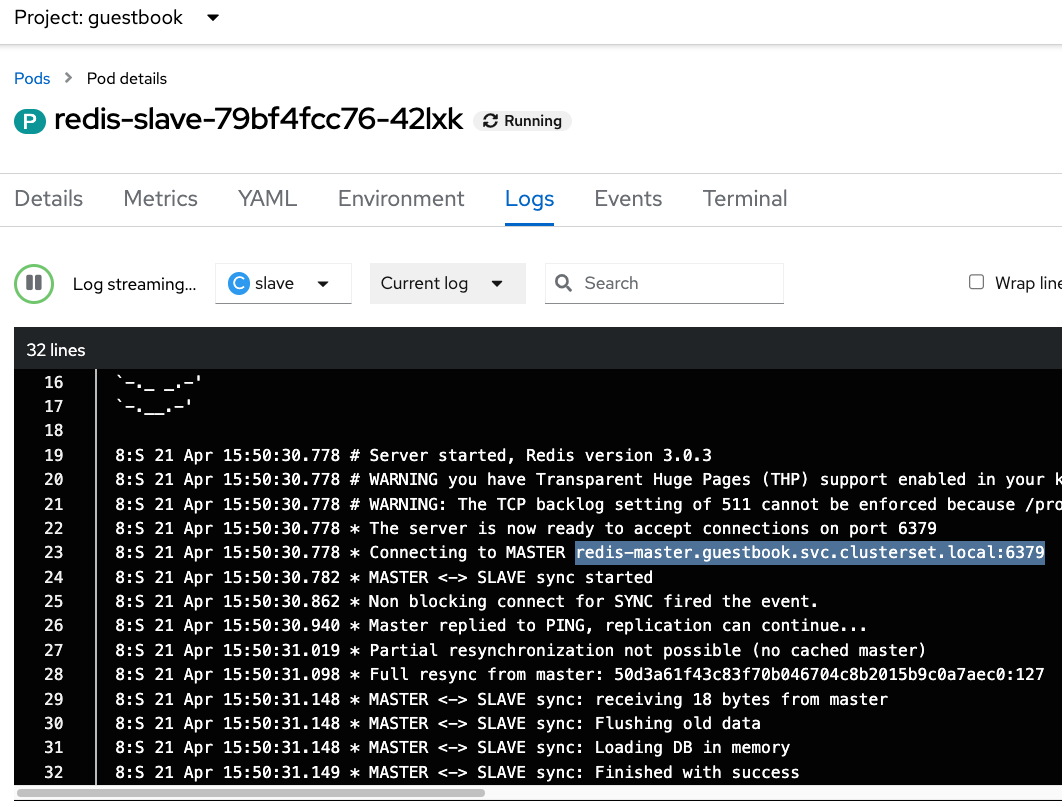 Project: guestbook
Pods > Pod details
P redis-slave-79bf4fcc76-42lxk Running
Details Metrics YAML Environment Logs Events Terminal
Log streaming... C slave Current log Search Wrap line
32 lines
16 `-._ _.-'
17 `-.__.-'
18
19 8:S 21 Apr 15:50:30.778 # Server started, Redis version 3.0.3
20 8:S 21 Apr 15:50:30.778 # WARNING you have Transparent Huge Pages (THP) support enabled in your k
21 8:S 21 Apr 15:50:30.778 # WARNING: The TCP backlog setting of 511 cannot be enforced because /pro
22 8:S 21 Apr 15:50:30.778 * The server is now ready to accept connections on port 6379
23 8:S 21 Apr 15:50:30.778 * Connecting to MASTER redis-master.guestbook.svc.clusterset.local:6379
24 8:S 21 Apr 15:50:30.782 * MASTER <-> SLAVE sync started
25 8:S 21 Apr 15:50:30.862 * Non blocking connect for SYNC fired the event.
26 8:S 21 Apr 15:50:30.940 * Master replied to PING, replication can continue...
27 8:S 21 Apr 15:50:31.019 * Partial resynchronization not possible (no cached master)
28 8:S 21 Apr 15:50:31.098 * Full resync from master: 50d3a61f43c83f70b046704c8b2015b9c0a7aec0:127
29 8:S 21 Apr 15:50:31.148 * MASTER <-> SLAVE sync: receiving 18 bytes from master
30 8:S 21 Apr 15:50:31.148 * MASTER <-> SLAVE sync: Flushing old data
31 8:S 21 Apr 15:50:31.148 * MASTER <-> SLAVE sync: Loading DB in memory
32 8:S 21 Apr 15:50:31.149 * MASTER <-> SLAVE sync: Finished with success